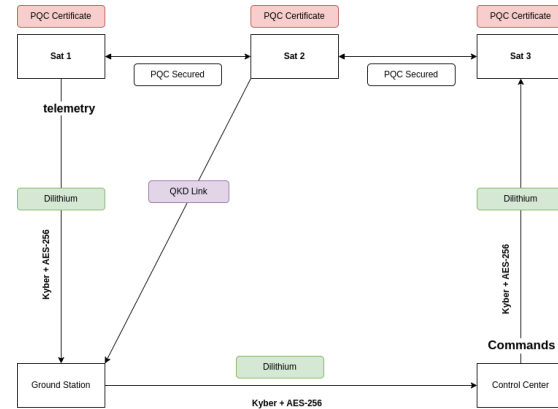 PQC Certificate
PQC Certificate
PQC Certificate
Sat 1
Sat 2
Sat 3
PQC Secured
PQC Secured
telemetry
QKD Link
Dilithium
Dilithium
Kyber + AES-256
Kyber + AES-256
Commands
Dilithium
Ground Station
Control Center
Kyber + AES-256